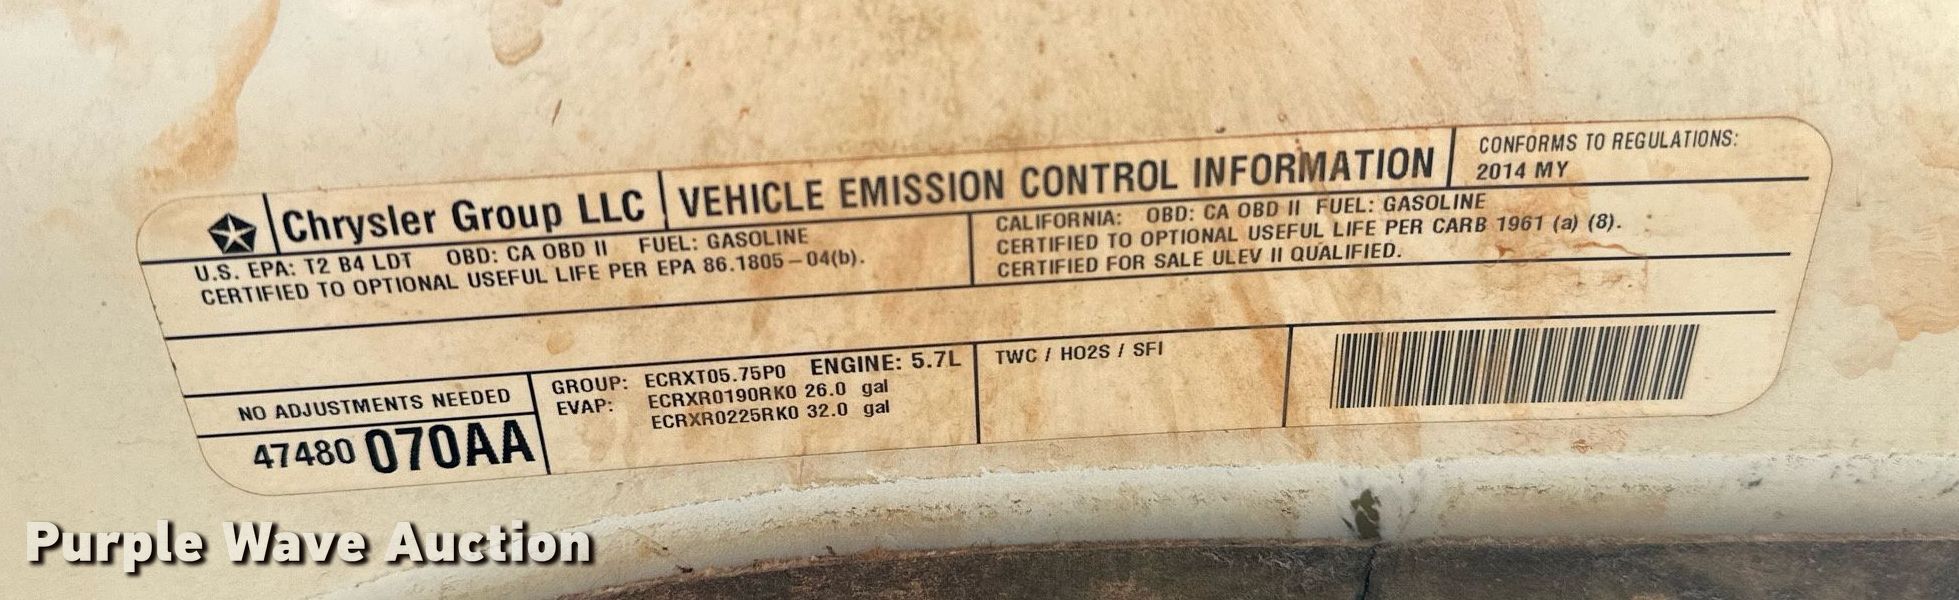 Chrysler Group LLC
VEHICLE EMISSION CONTROL INFORMATION
CONFORMS TO REGULATIONS:
2014 MY
U.S. EPA: T2 B4 LDT OBD: CA OBD II FUEL: GASOLINE
CERTIFIED TO OPTIONAL USEFUL LIFE PER EPA 86.1805-04(b).
CALIFORNIA: OBD: CA OBD II FUEL: GASOLINE
CERTIFIED TO OPTIONAL USEFUL LIFE PER CARB 1961 (a) (8).
CERTIFIED FOR SALE ULEV II QUALIFIED.
NO ADJUSTMENTS NEEDED
47480 070AA
GROUP: ECRXT05.75P0 ENGINE: 5.7L
EVAP: ECRXR0190RK0 26.0 gal
ECRXR0225RK0 32.0 gal
TWC / HO2S / SFI
Purple Wave Auction